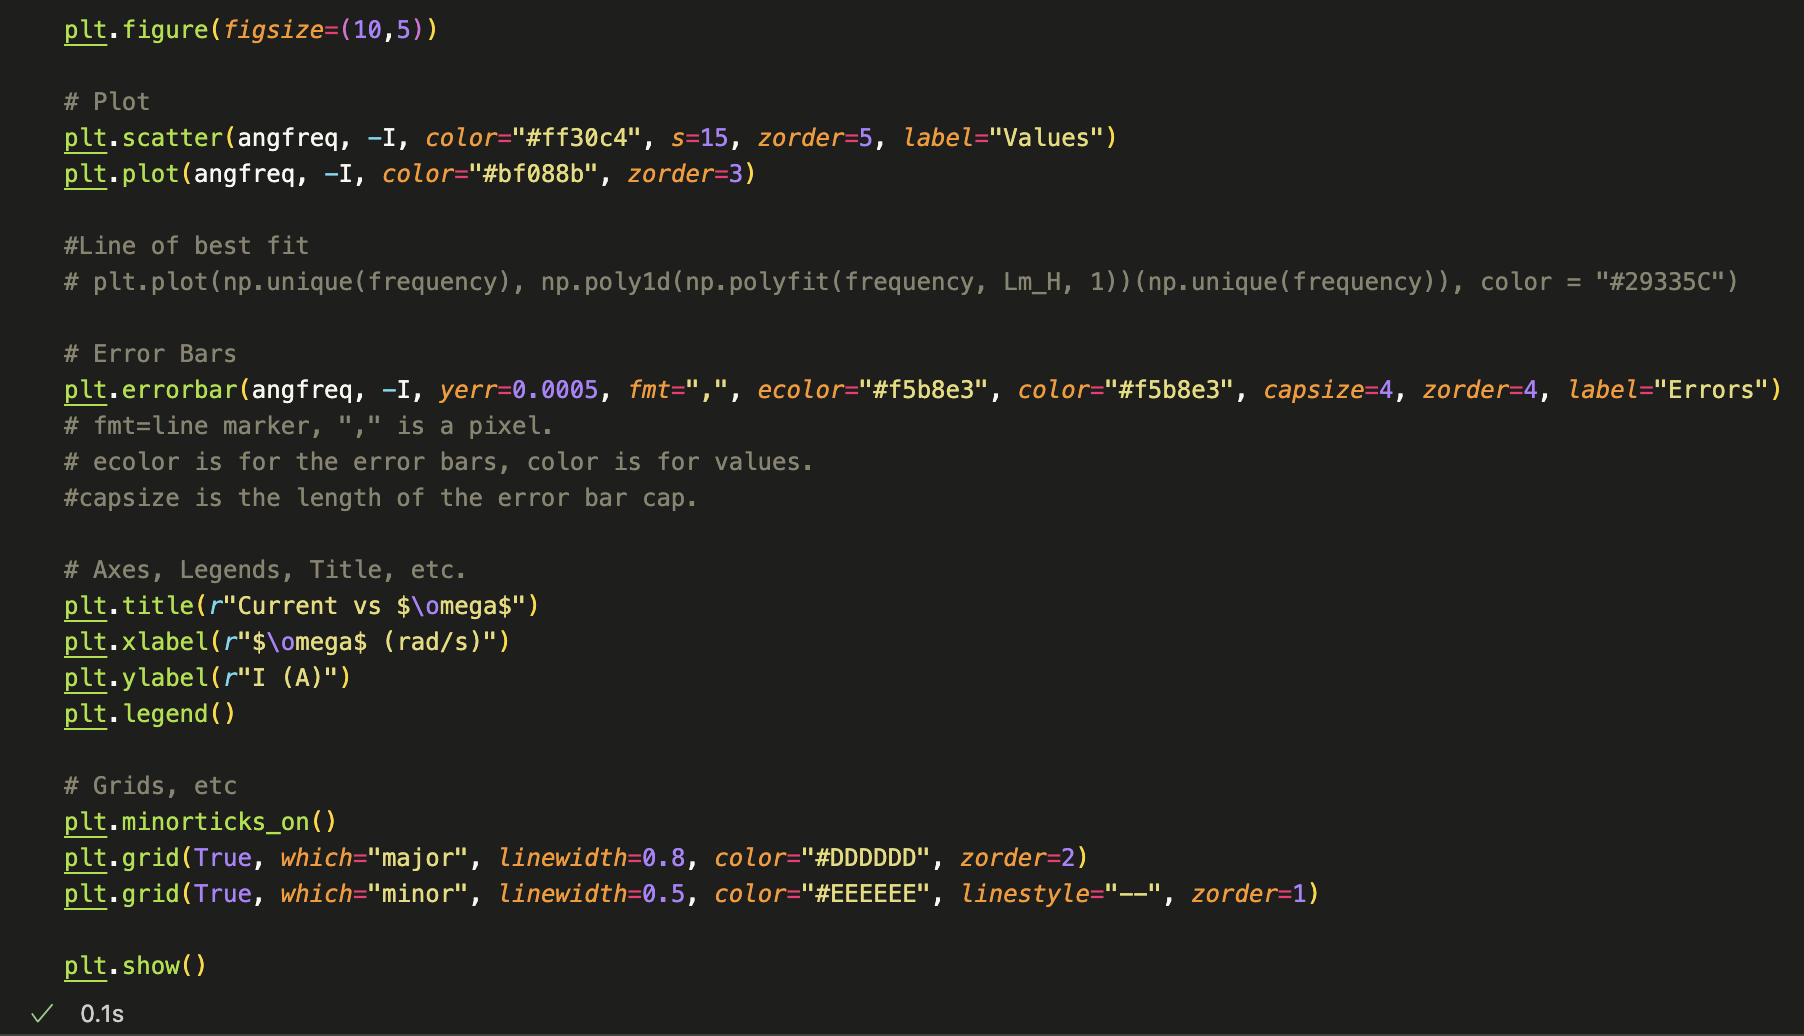 plt.figure(figsize=(10,5))
# Plot
plt.scatter(angfreq, -I, color="#ff30c4", s=15, zorder=5, label="Values")
plt.plot(angfreq, -I, color="#bf088b", zorder=3)
#Line of best fit
# plt.plot(np.unique(frequency), np.poly1d(np.polyfit(frequency, Lm_H, 1))(np.unique(frequency)), color = "#29335C")
# Error Bars
plt.errorbar(angfreq, -I, yerr=0.0005, fmt=",", ecolor="#f5b8e3", color="#f5b8e3", capsize=4, zorder=4, label="Errors")
# fmt=line marker, "," is a pixel.
# ecolor is for the error bars, color is for values.
#capsize is the length of the error bar cap.
# Axes, Legends, Title, etc.
plt.title(r"Current vs $\omega$")
plt.xlabel(r"$\omega$ (rad/s)")
plt.ylabel(r"I (A)")
plt.legend()
# Grids, etc
plt.minorticks_on()
plt.grid(True, which="major", linewidth=0.8, color="#DDDDDD", zorder=2)
plt.grid(True, which="minor", linewidth=0.5, color="#EEEEEE", linestyle="--", zorder=1)
plt.show()
0.1s